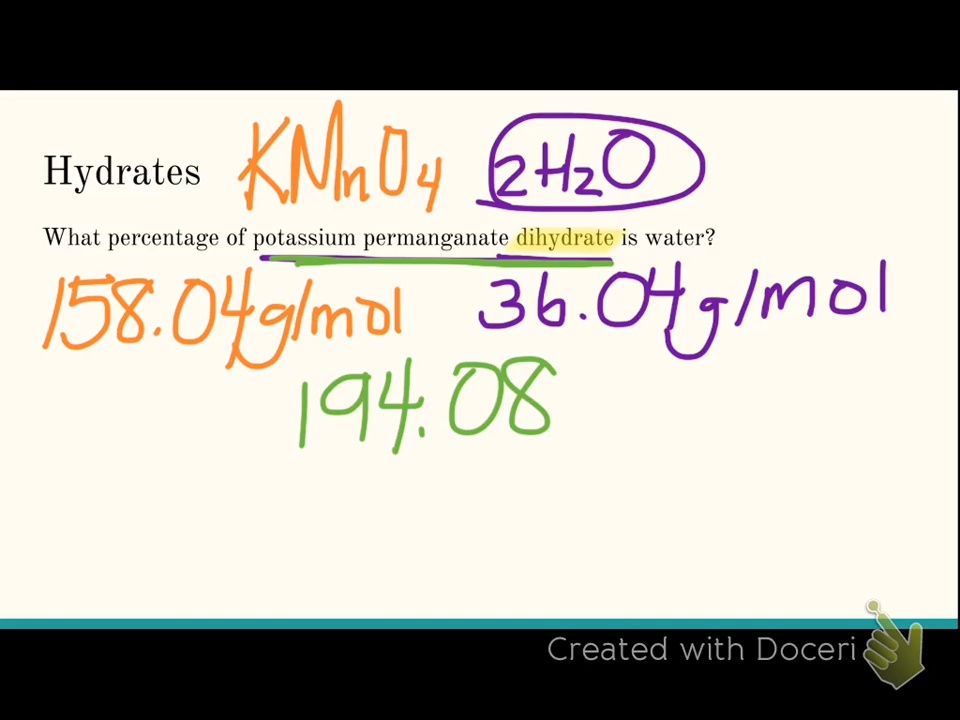 KMnO4 2H2O
Hydrates
What percentage of potassium permanganate dihydrate is water?
158.04g/mol 36.04g/mol
194.08
Created with Doceri